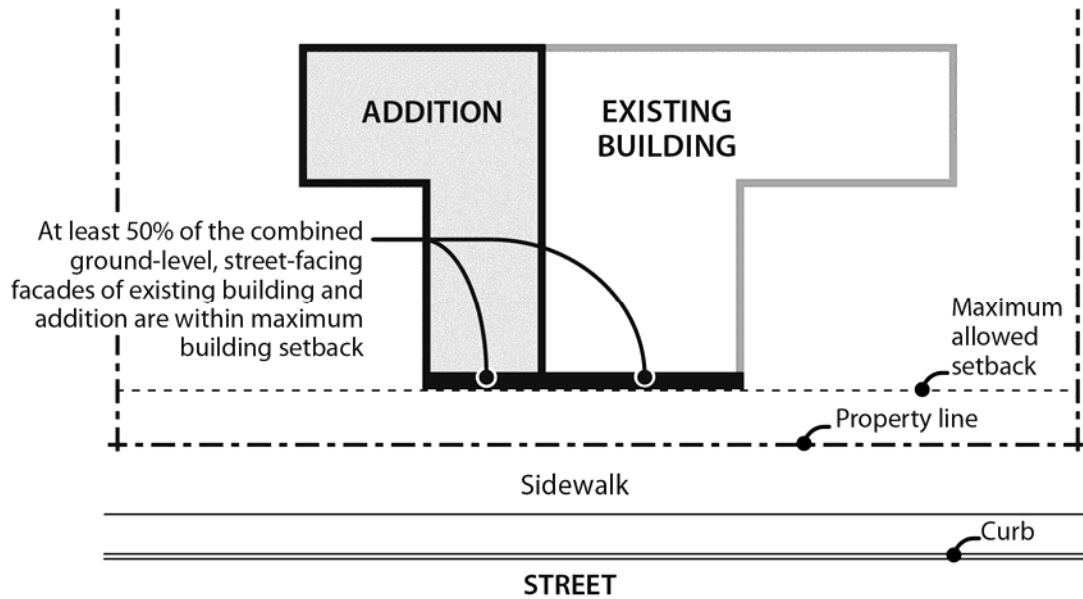 ADDITION
EXISTING
BUILDING
At least 50% of the combined
ground-level, street-facing
facades of existing building and
addition are within maximum
building setback
Maximum
allowed
setback
Property line
Sidewalk
Curb
STREET